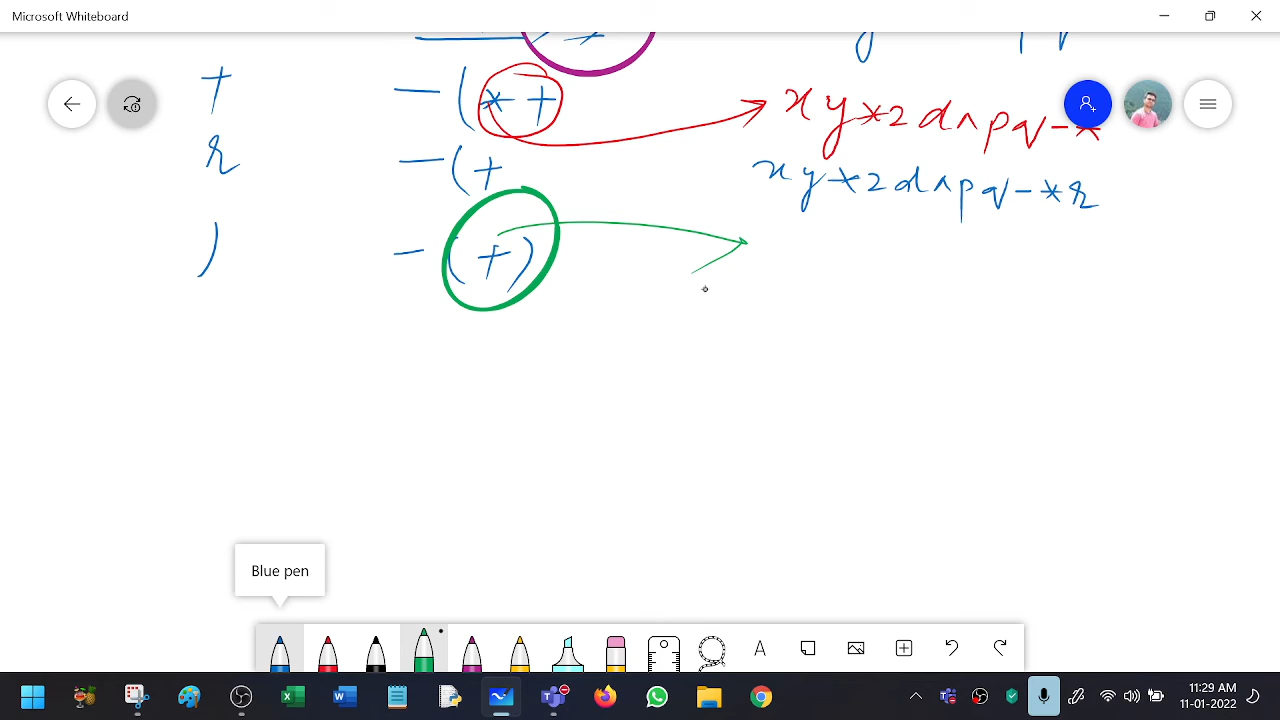 Microsoft Whiteboard
+ -(*+ xy*2d^pq-*
r -(+ xy*2d^pq-*r
) -(+)
Blue pen
A
11:29 AM
11-01-2022